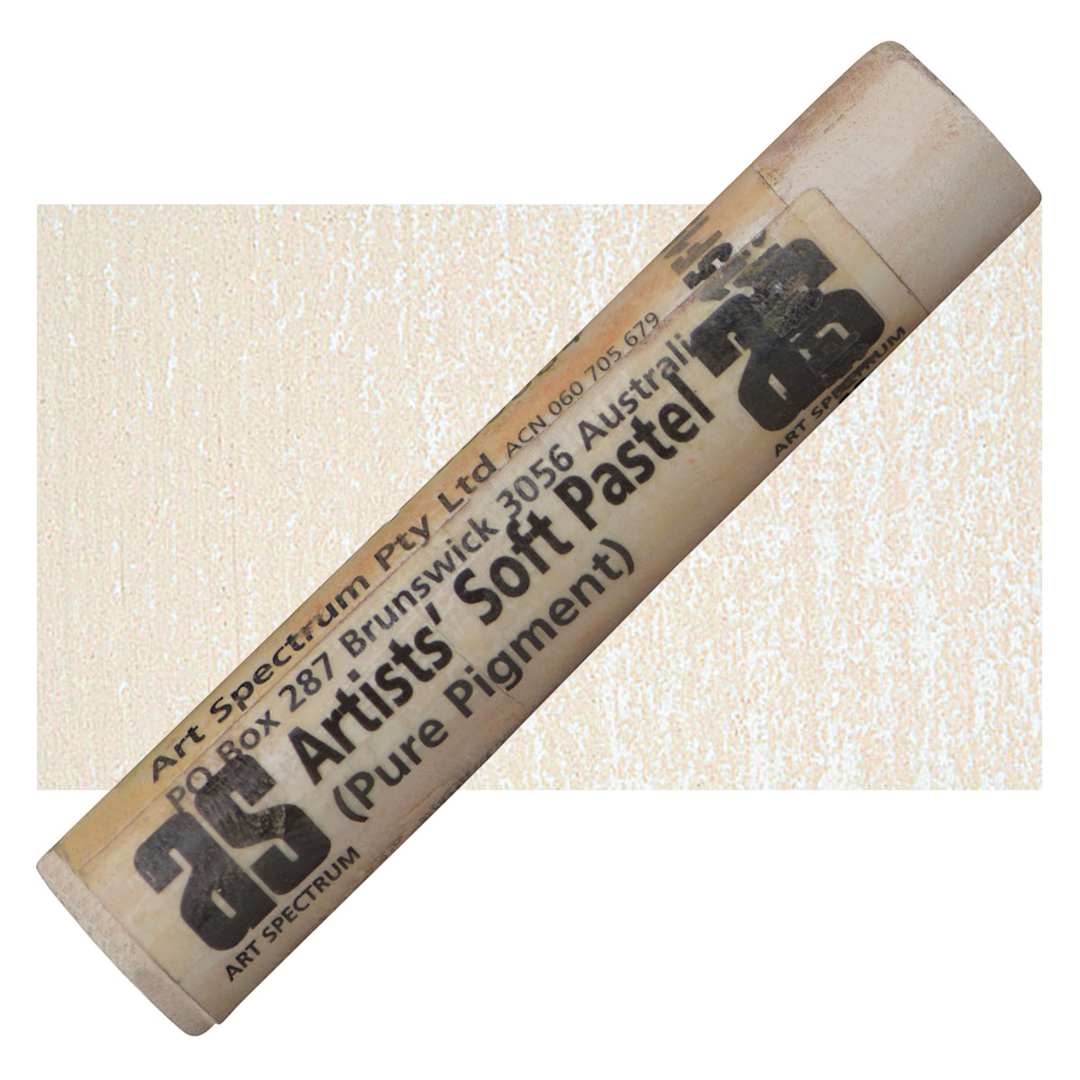 Art Spectrum Pty Ltd ACN 060 705 679
PO Box 287 Brunswick 3056 Australi
Artists' Soft Pastel
(Pure Pigment)
as
ART SPECTRUM
as
ART SPECTRUM